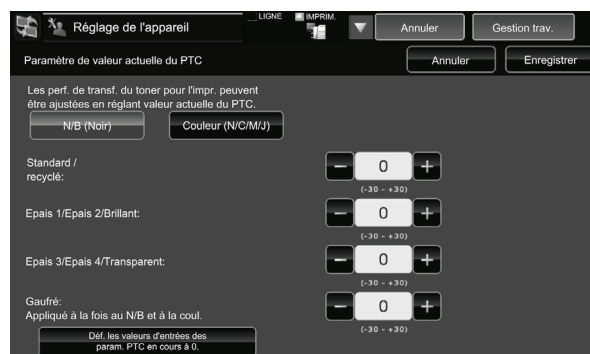 Réglage de l'appareil
LIGNE
IMPRIM.
Annuler
Gestion trav.
Paramètre de valeur actuelle du PTC
Annuler
Enregistrer
Les perf. de transf. du toner pour l'impr. peuvent
être ajustées en réglant valeur actuelle du PTC.
N/B (Noir)
Couleur (N/C/M/J)
Standard /
recyclé:
0
(-30 - +30)
Epais 1/Epais 2/Brillant:
0
(-30 - +30)
Epais 3/Epais 4/Transparent:
0
(-30 - +30)
Gaufré:
Appliqué à la fois au N/B et à la coul.
0
(-30 - +30)
Déf. les valeurs d'entrées des
param. PTC en cours à 0.